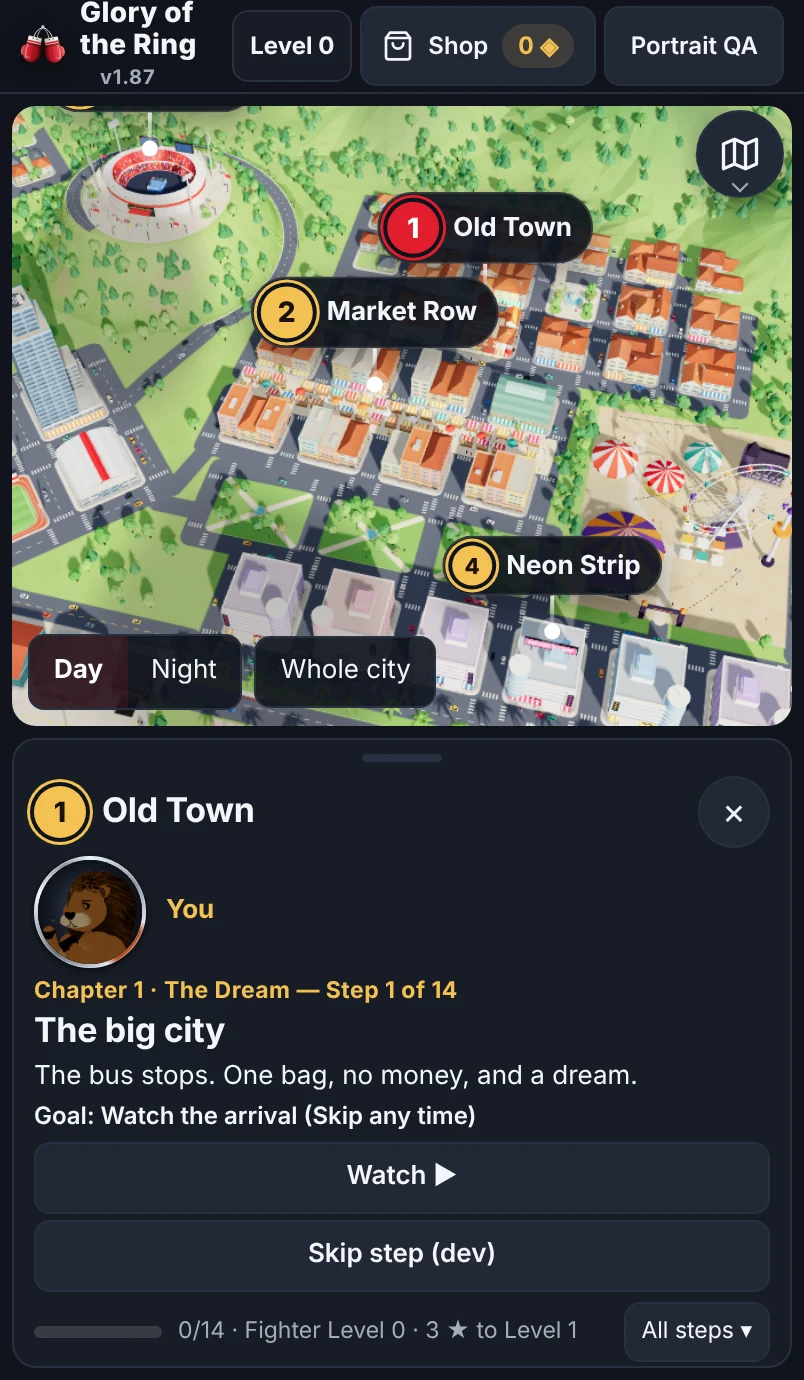 Glory of
the Ring
v1.87
Level 0
Shop
0
Portrait QA
1 Old Town
2 Market Row
4 Neon Strip
Day
Night
Whole city
1 Old Town
You
Chapter 1 · The Dream — Step 1 of 14
The big city
The bus stops. One bag, no money, and a dream.
Goal: Watch the arrival (Skip any time)
Watch ▶
Skip step (dev)
0/14 · Fighter Level 0 · 3 ★ to Level 1
All steps ▾